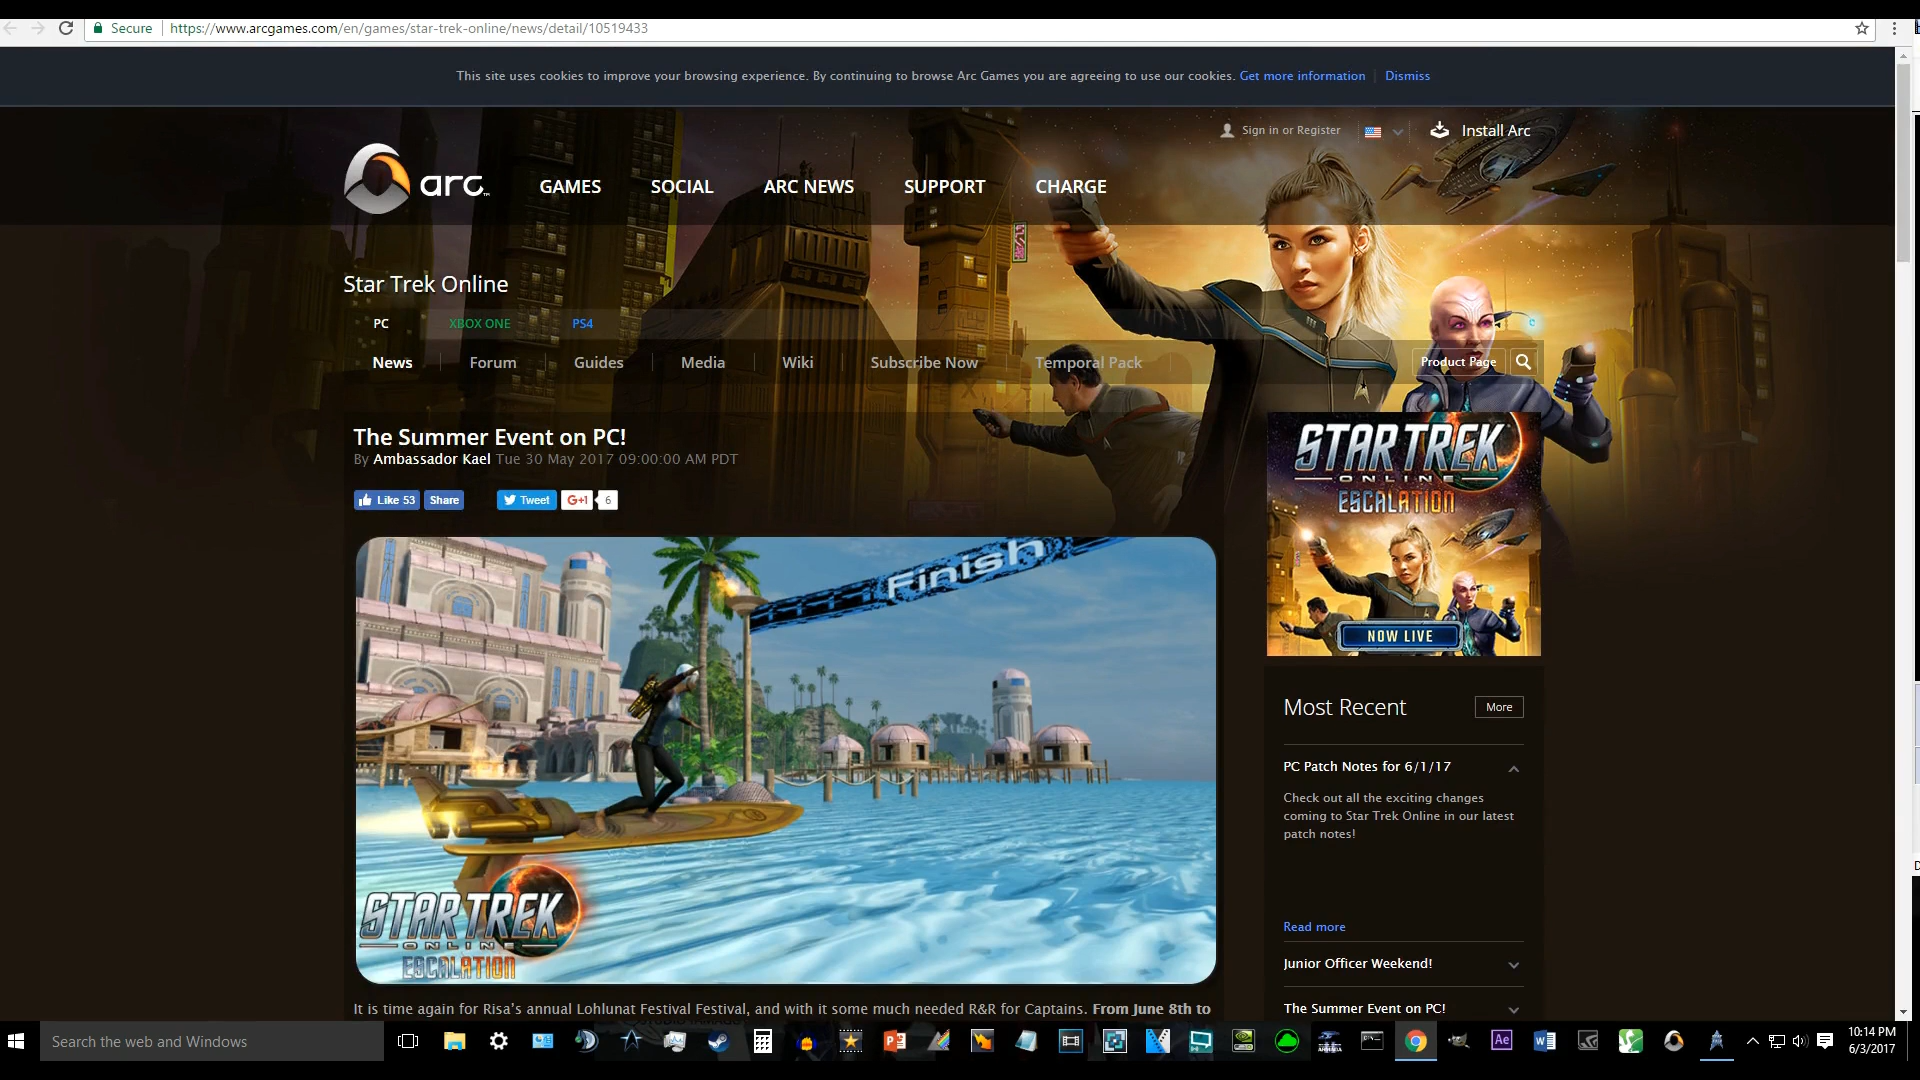 Secure https://www.arcgames.com/en/games/star-trek-online/news/detail/10519433
This site uses cookies to improve your browsing experience. By continuing to browse Arc Games you are agreeing to use our cookies. Get more information Dismiss
Sign in or Register Install Arc
arc GAMES SOCIAL ARC NEWS SUPPORT CHARGE
Star Trek Online
PC XBOX ONE PS4
News Forum Guides Media Wiki Subscribe Now Temporal Pack Product Page
The Summer Event on PC!
By Ambassador Kael Tue 30 May 2017 09:00:00 AM PDT
Like 53 Share Tweet G+1 6
Finish
STAR TREK
ONLINE
ESCALATION
STAR TREK
ONLINE
ESCALATION
NOW LIVE
Most Recent More
PC Patch Notes for 6/1/17
Check out all the exciting changes
coming to Star Trek Online in our latest
patch notes!
Read more
Junior Officer Weekend!
The Summer Event on PC!
It is time again for Risa's annual Lohlunat Festival Festival, and with it some much needed R&R for Captains. From June 8th to
Search the web and Windows
Ae
10:14 PM
6/3/2017